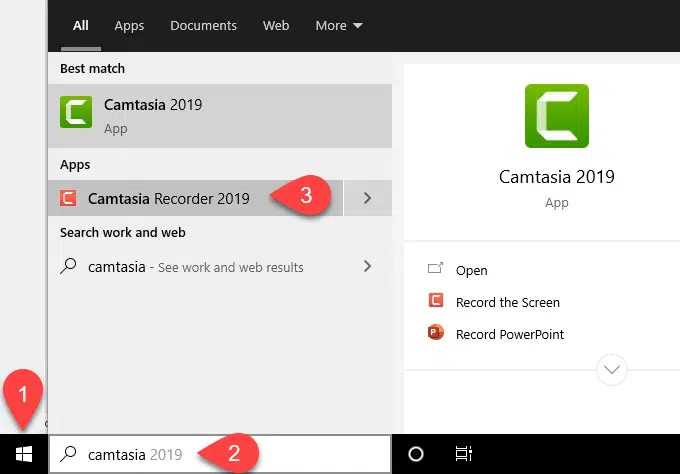 All Apps Documents Web More
Best match
Camtasia 2019
App
Apps
Camtasia Recorder 2019
3
Search work and web
camtasia - See work and web results
Camtasia 2019
App
Open
Record the Screen
Record PowerPoint
1
camtasia 2019
2